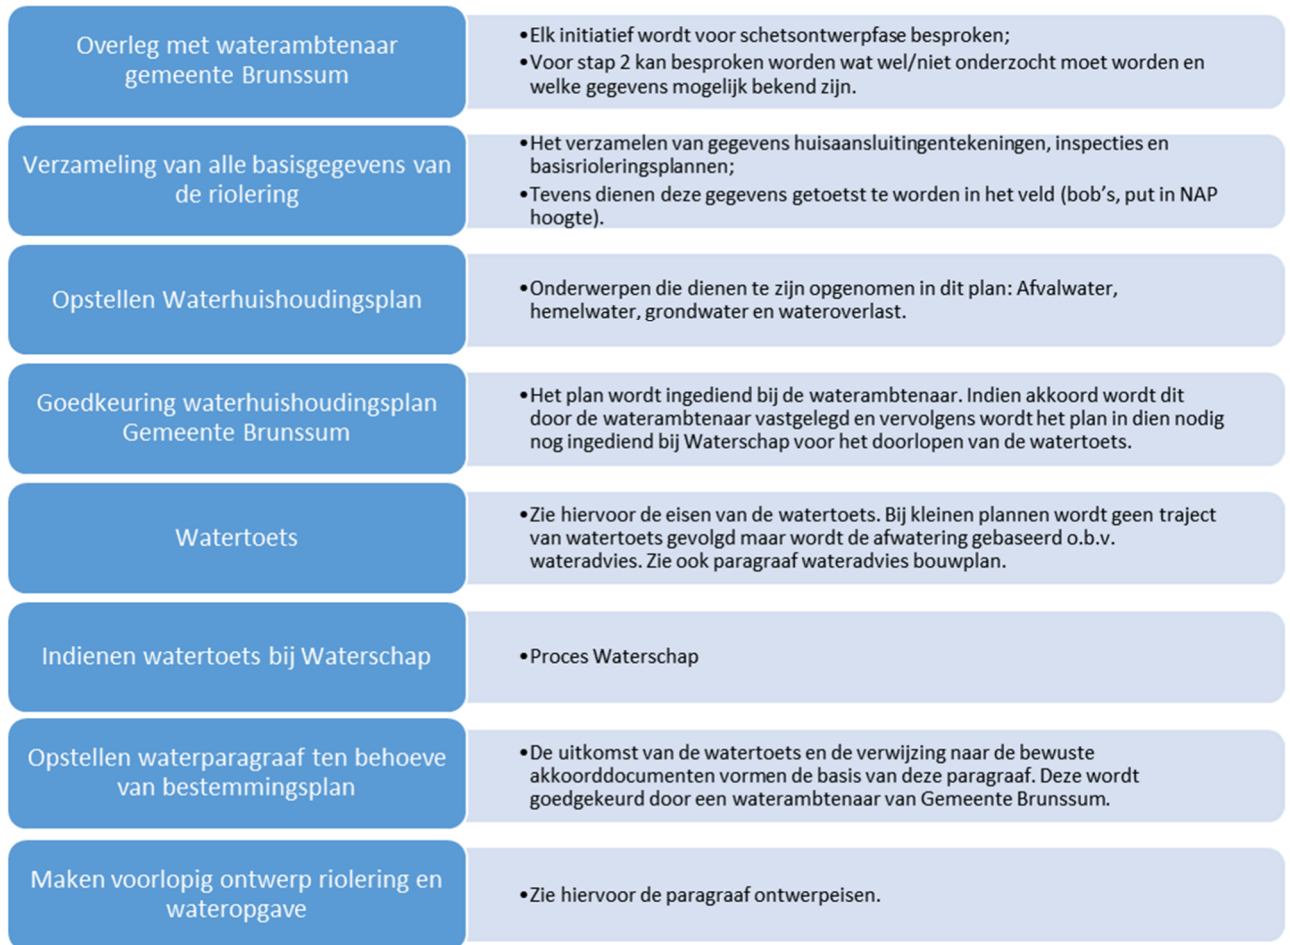 Overleg met waterambtenaar
gemeente Brunssum
•Elk initiatief wordt voor schetsontwerpfase besproken;
•Voor stap 2 kan besproken worden wat wel/niet onderzocht moet worden en
welke gegevens mogelijk bekend zijn.
Verzameling van alle basisgegevens van
de riolering
•Het verzamelen van gegevens huisaansluitingentekeningen, inspecties en
basisrioleringsplannen;
•Tevens dienen deze gegevens getoetst te worden in het veld (bob's, put in NAP
hoogte).
Opstellen Waterhuishoudingsplan
•Onderwerpen die dienen te zijn opgenomen in dit plan: Afvalwater,
hemelwater, grondwater en wateroverlast.
Goedkeuring waterhuishoudingsplan
Gemeente Brunssum
•Het plan wordt ingediend bij de waterambtenaar. Indien akkoord wordt dit
door de waterambtenaar vastgelegd en vervolgens wordt het plan in dien nodig
nog ingediend bij Waterschap voor het doorlopen van de watertoets.
Watertoets
•Zie hiervoor de eisen van de watertoets. Bij kleinen plannen wordt geen traject
van watertoets gevolgd maar wordt de afwatering gebaseerd o.b.v.
wateradvies. Zie ook paragraaf wateradvies bouwplan.
Indienen watertoets bij Waterschap
•Proces Waterschap
Opstellen waterparagraaf ten behoeve
van bestemmingsplan
•De uitkomst van de watertoets en de verwijzing naar de bewuste
akkoorddocumenten vormen de basis van deze paragraaf. Deze wordt
goedgekeurd door een waterambtenaar van Gemeente Brunssum.
Maken voorlopig ontwerp riolering en
wateropgave
•Zie hiervoor de paragraaf ontwerpeisen.